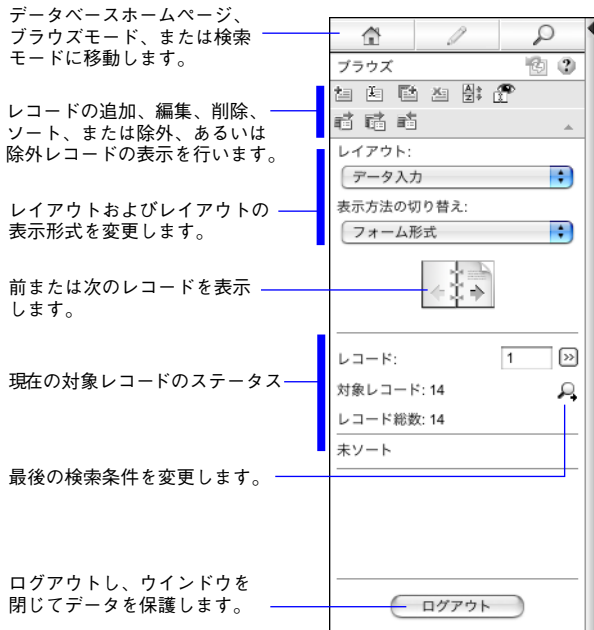 データベースホームページ、
ブラウズモード、または検索
モードに移動します。
レコードの追加、編集、削除、
ソート、または除外、あるいは
除外レコードの表示を行います。
レイアウトおよびレイアウトの
表示形式を変更します。
前または次のレコードを表示
します。
現在の対象レコードのステータス
最後の検索条件を変更します。
ログアウトし、ウインドウを
閉じてデータを保護します。
ブラウズ
レイアウト:
データ入力
表示方法の切り替え:
フォーム形式
レコード: 1
対象レコード: 14
レコード総数: 14
未ソート
ログアウト